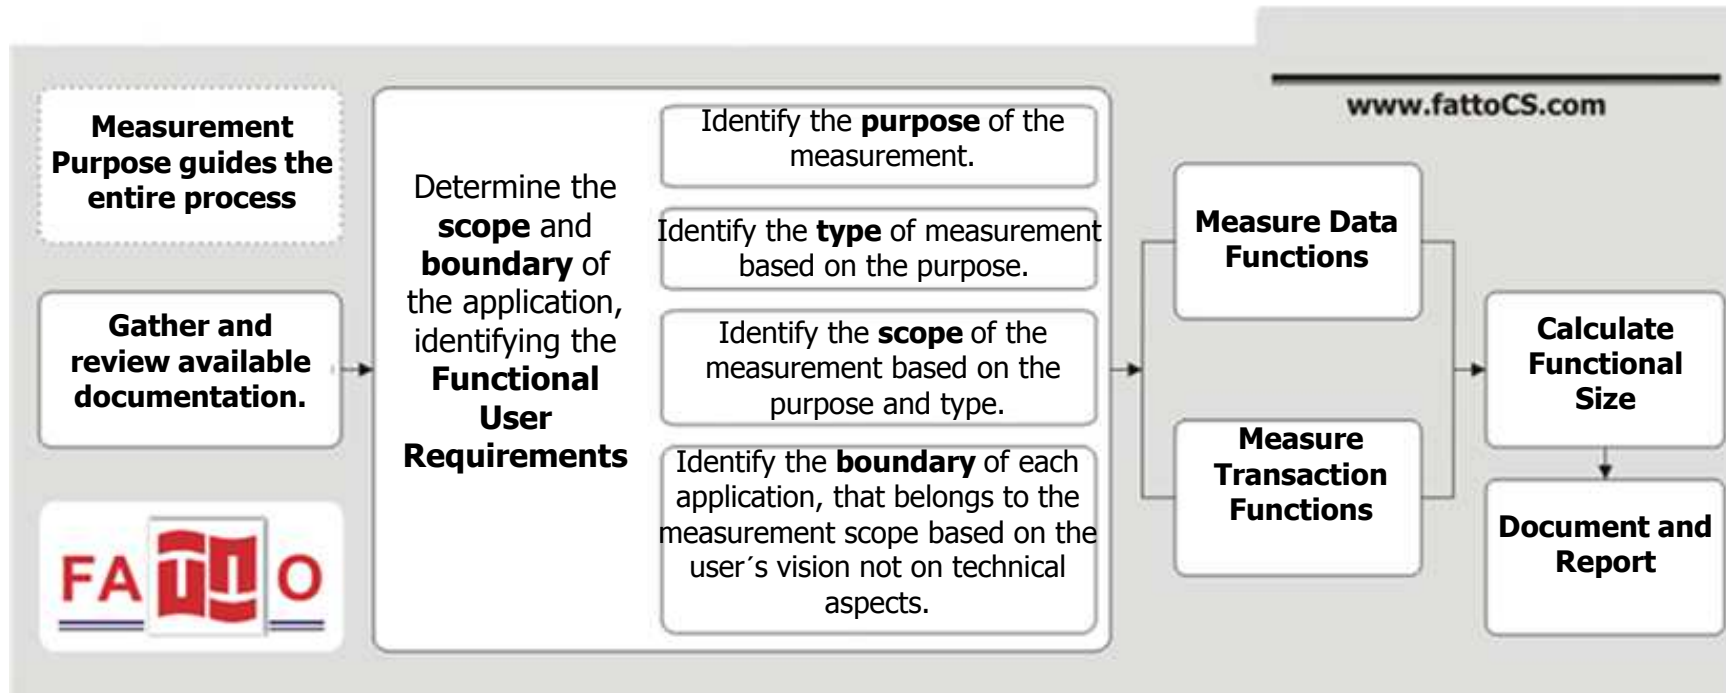 www.fattoCS.com
Measurement
Purpose guides the
entire process
Gather and
review available
documentation.
FATTO
Determine the
scope and
boundary of
the application,
identifying the
Functional
User
Requirements
Identify the purpose of the
measurement.
Identify the type of measurement
based on the purpose.
Identify the scope of the
measurement based on the
purpose and type.
Identify the boundary of each
application, that belongs to the
measurement scope based on the
user´s vision not on technical
aspects.
Measure Data
Functions
Measure
Transaction
Functions
Calculate
Functional
Size
Document and
Report